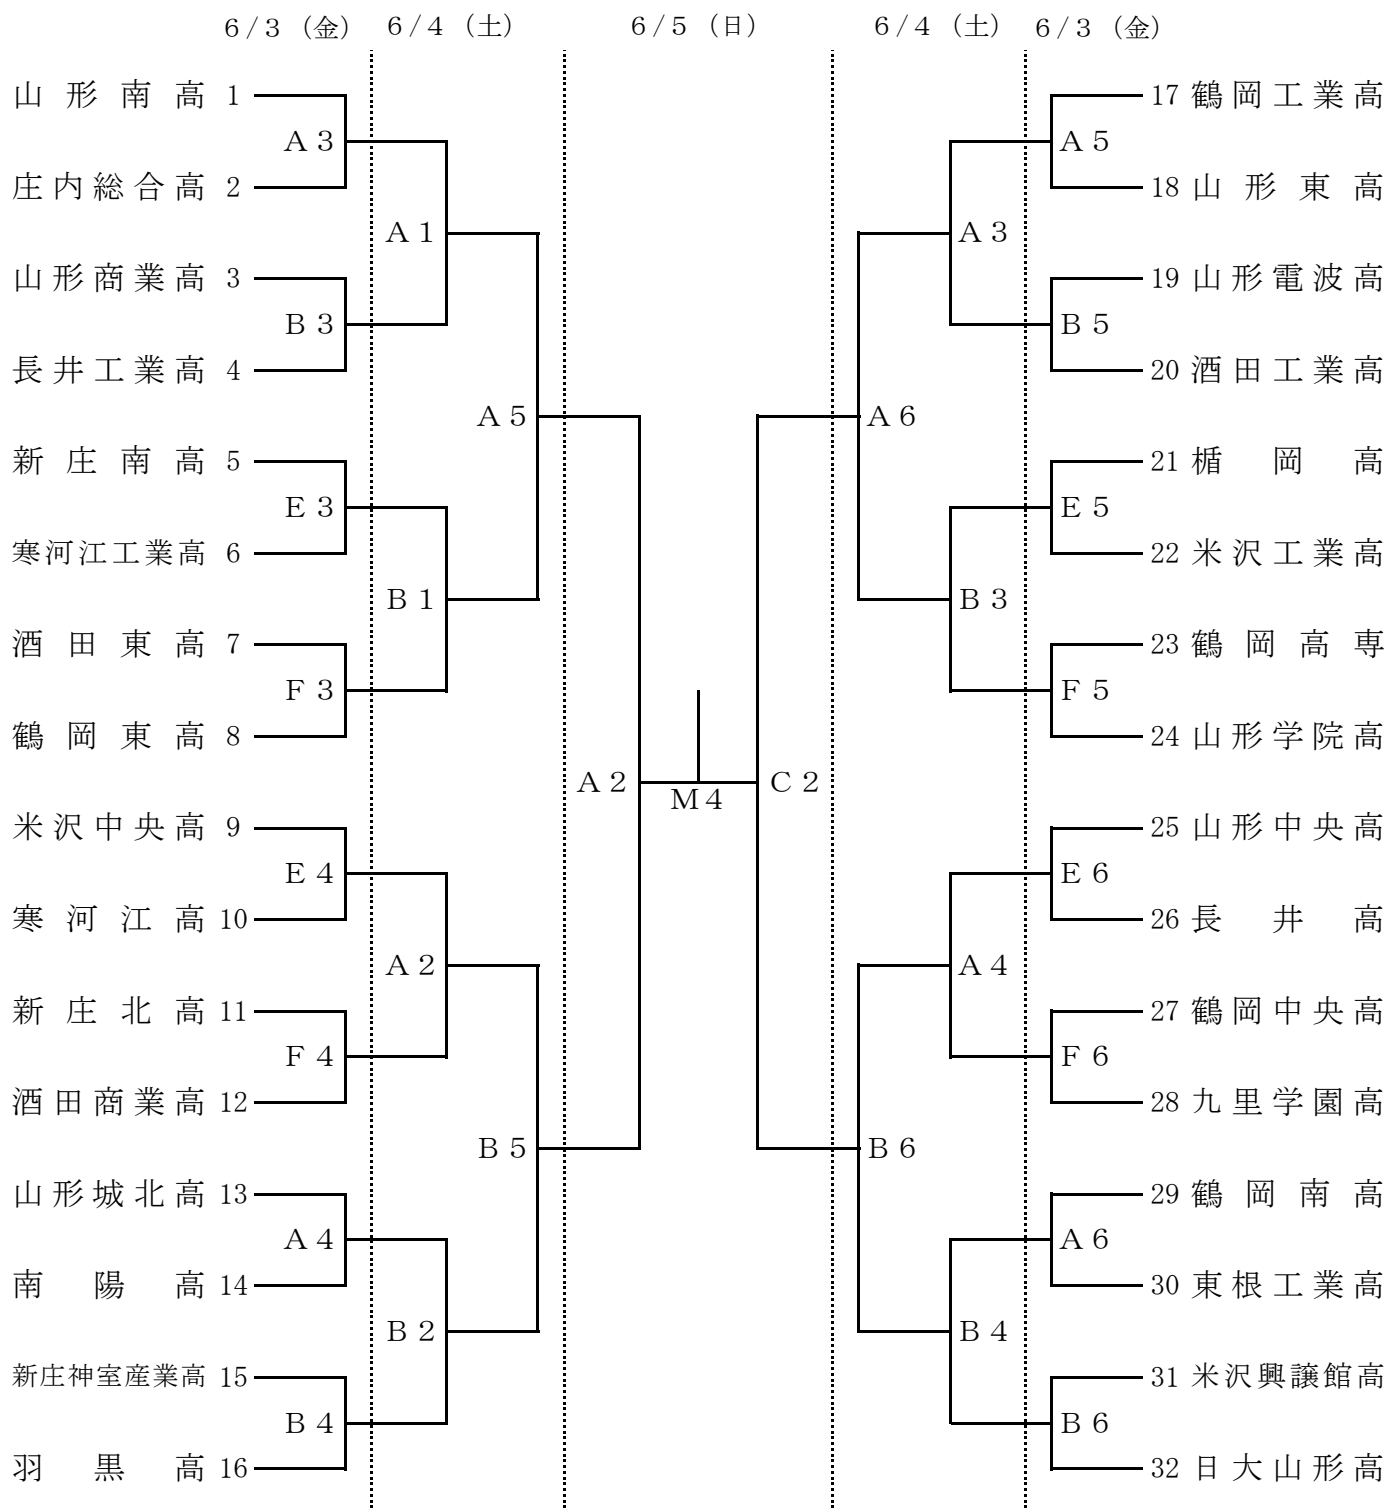 6/3（金） 6/4（土） 6/5（日） 6/4（土） 6/3（金）
山形南高 1 17 鶴岡工業高
A3 A5
庄内総合高 2 18 山形東高
A1 A3
山形商業高 3 19 山形電波高
B3 B5
長井工業高 4 20 酒田工業高
A5 A6
新庄南高 5 21 楯岡高
E3 E5
寒河江工業高 6 22 米沢工業高
B1 B3
酒田東高 7 23 鶴岡高専
F3 F5
鶴岡東高 8 24 山形学院高
A2 M4 C2
米沢中央高 9 25 山形中央高
E4 E6
寒河江高 10 26 長井高
A2 A4
新庄北高 11 27 鶴岡中央高
F4 F6
酒田商業高 12 28 九里学園高
B5 B6
山形城北高 13 29 鶴岡南高
A4 A6
南陽高 14 30 東根工業高
B2 B4
新庄神室産業高 15 31 米沢興譲館高
B4 B6
羽黒高 16 32 日大山形高